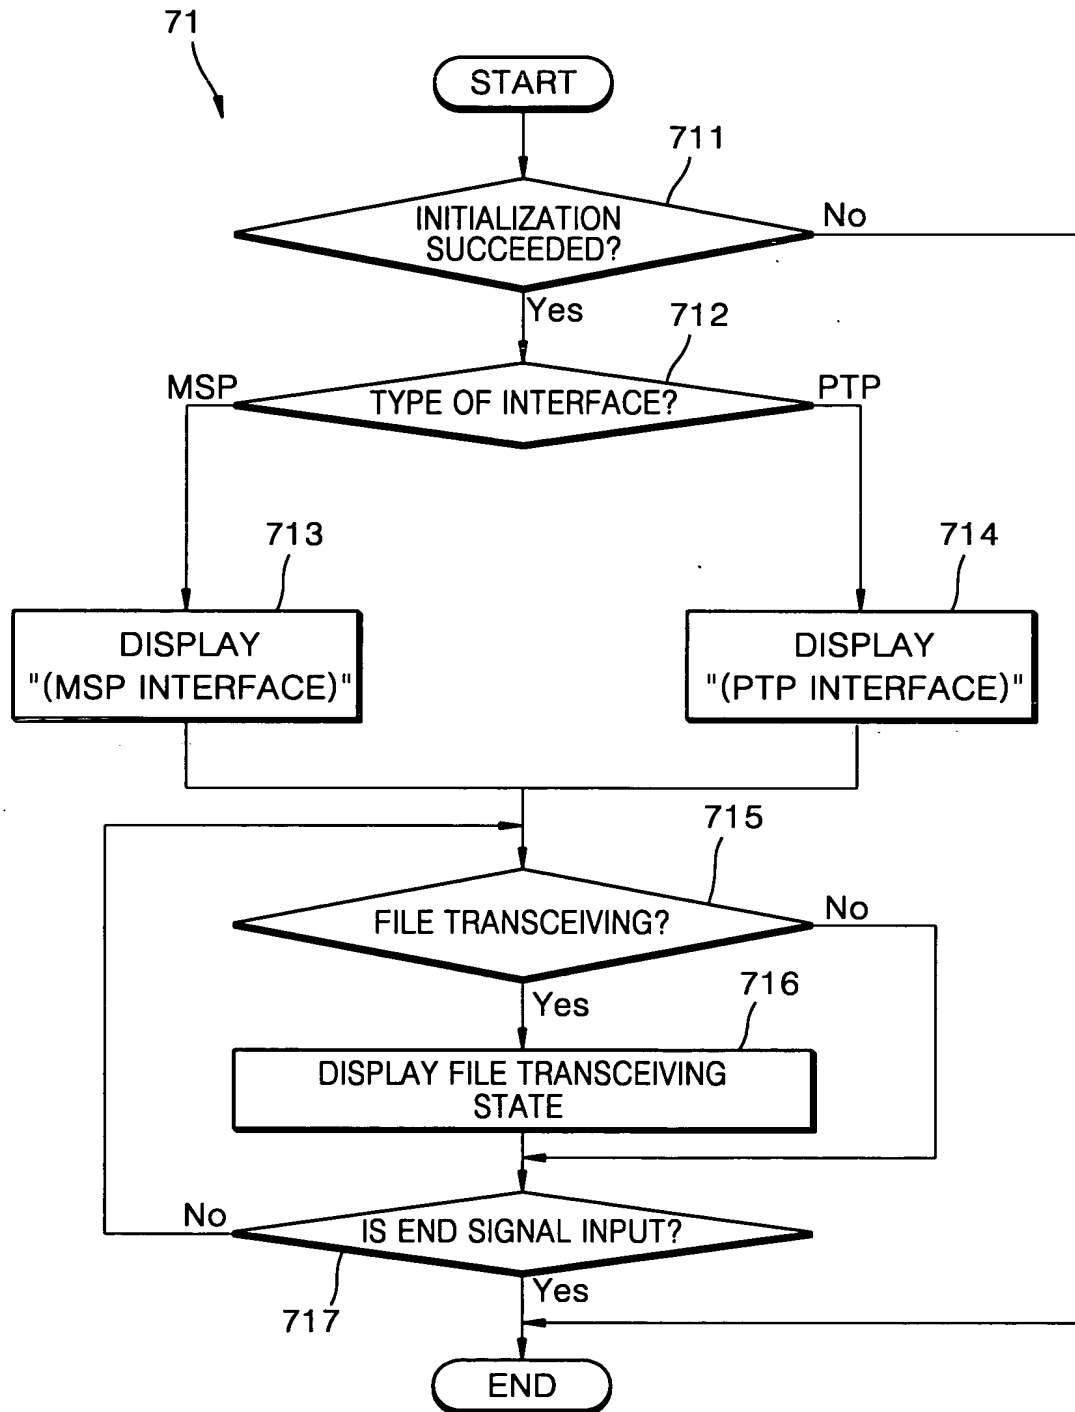 71
START
711
INITIALIZATION
SUCCEEDED?
No
Yes
712
MSP
TYPE OF INTERFACE?
PTP
713
714
DISPLAY
"(MSP INTERFACE)"
DISPLAY
"(PTP INTERFACE)"
715
FILE TRANSCEIVING?
No
Yes
716
DISPLAY FILE TRANSCEIVING
STATE
No
IS END SIGNAL INPUT?
717
Yes
END